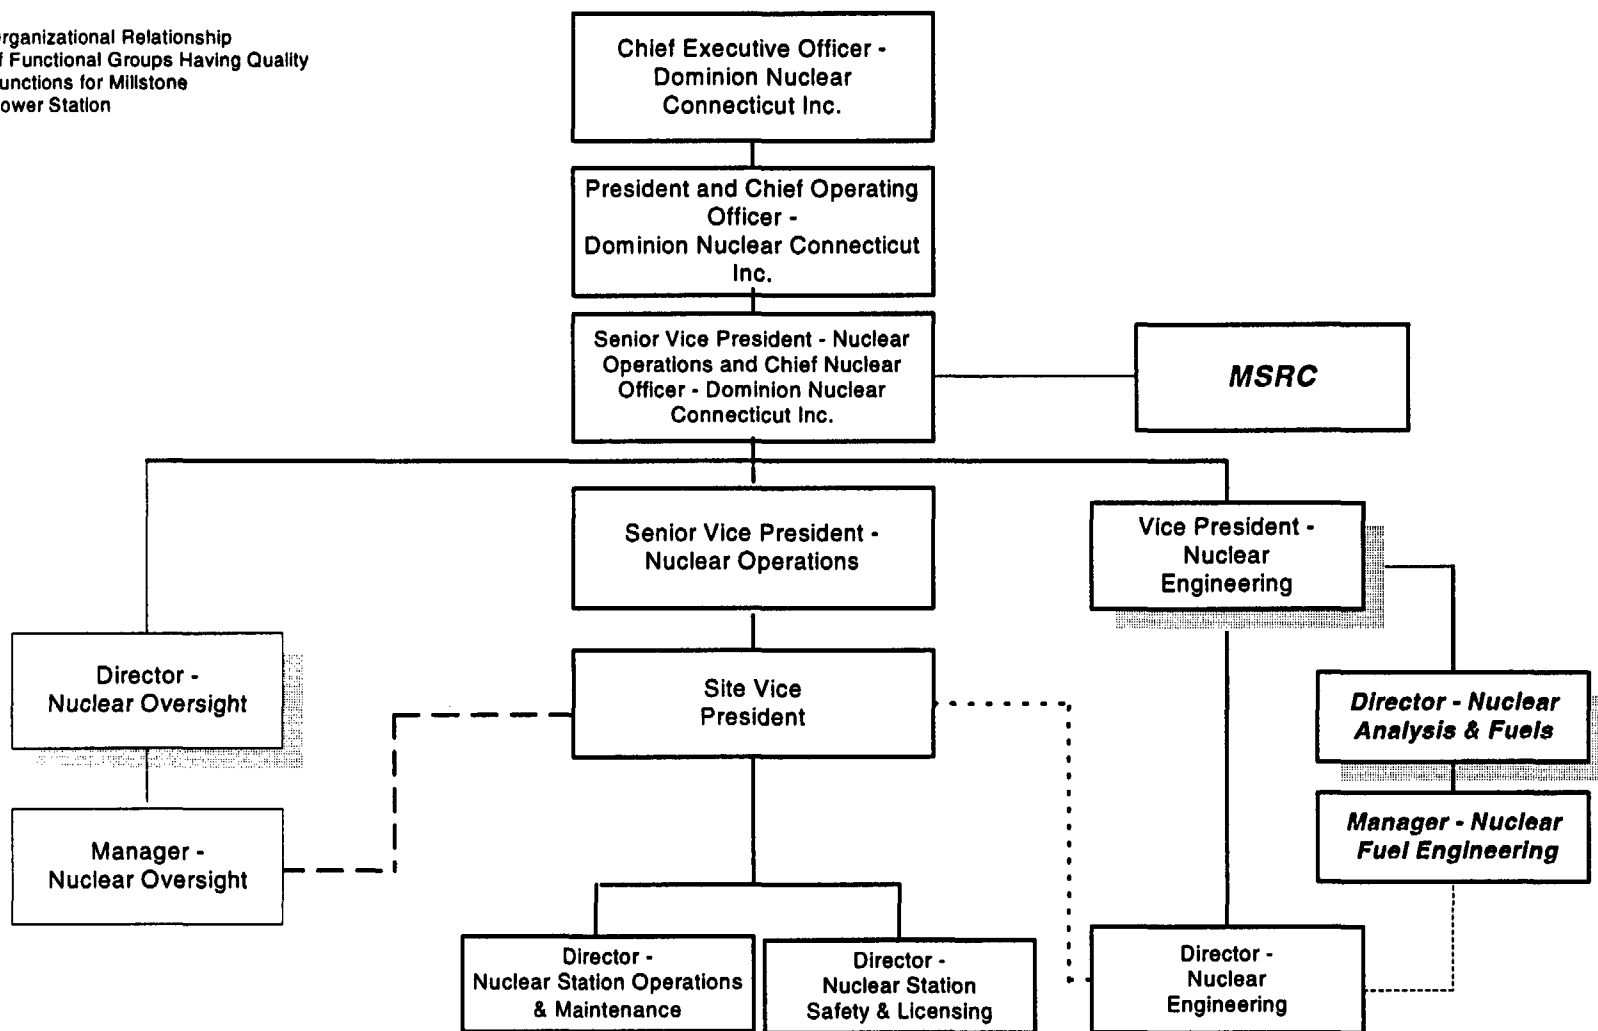 rganizational Relationship
f Functional Groups Having Quality
unctions for Millstone
ower Station
Chief Executive Officer -
Dominion Nuclear
Connecticut Inc.
President and Chief Operating
Officer -
Dominion Nuclear Connecticut
Inc.
Senior Vice President - Nuclear
Operations and Chief Nuclear
Officer - Dominion Nuclear
Connecticut Inc.
MSRC
Senior Vice President -
Nuclear Operations
Vice President -
Nuclear
Engineering
Director -
Nuclear Oversight
Site Vice
President
Director - Nuclear
Analysis & Fuels
Manager -
Nuclear Oversight
Manager - Nuclear
Fuel Engineering
Director -
Nuclear Station Operations
& Maintenance
Director -
Nuclear Station
Safety & Licensing
Director -
Nuclear
Engineering